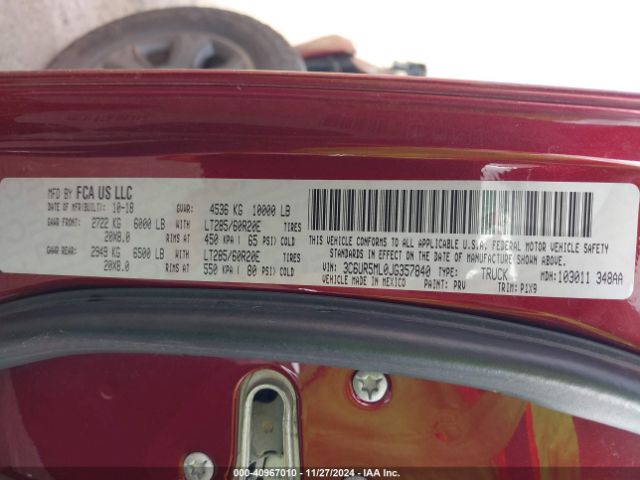 MFD BY FCA US LLC
DATE OF MFR(BUILT): 10-18 GVWR: 4536 KG 10000 LB
GAWR FRONT: 2722 KG 6000 LB LT285/60R20E TIRES
20X8.0 RIMS AT 450 KPA( 65 PSI) COLD
GAWR REAR: 2949 KG 6500 LB LT285/60R20E TIRES
20X8.0 RIMS AT 550 KPA( 80 PSI) COLD
THIS VEHICLE CONFORMS TO ALL APPLICABLE U.S.A. FEDERAL MOTOR VEHICLE SAFETY
STANDARDS IN EFFECT ON THE DATE OF MANUFACTURE SHOWN ABOVE.
VIN: 3C6UR5ML0JG357840 TYPE: TRUCK MDH: 103011 348AA
VEHICLE MADE IN MEXICO PAINT: PRV TRIM: P1X9
000-40967010 - 11/27/2024 - IAA Inc.